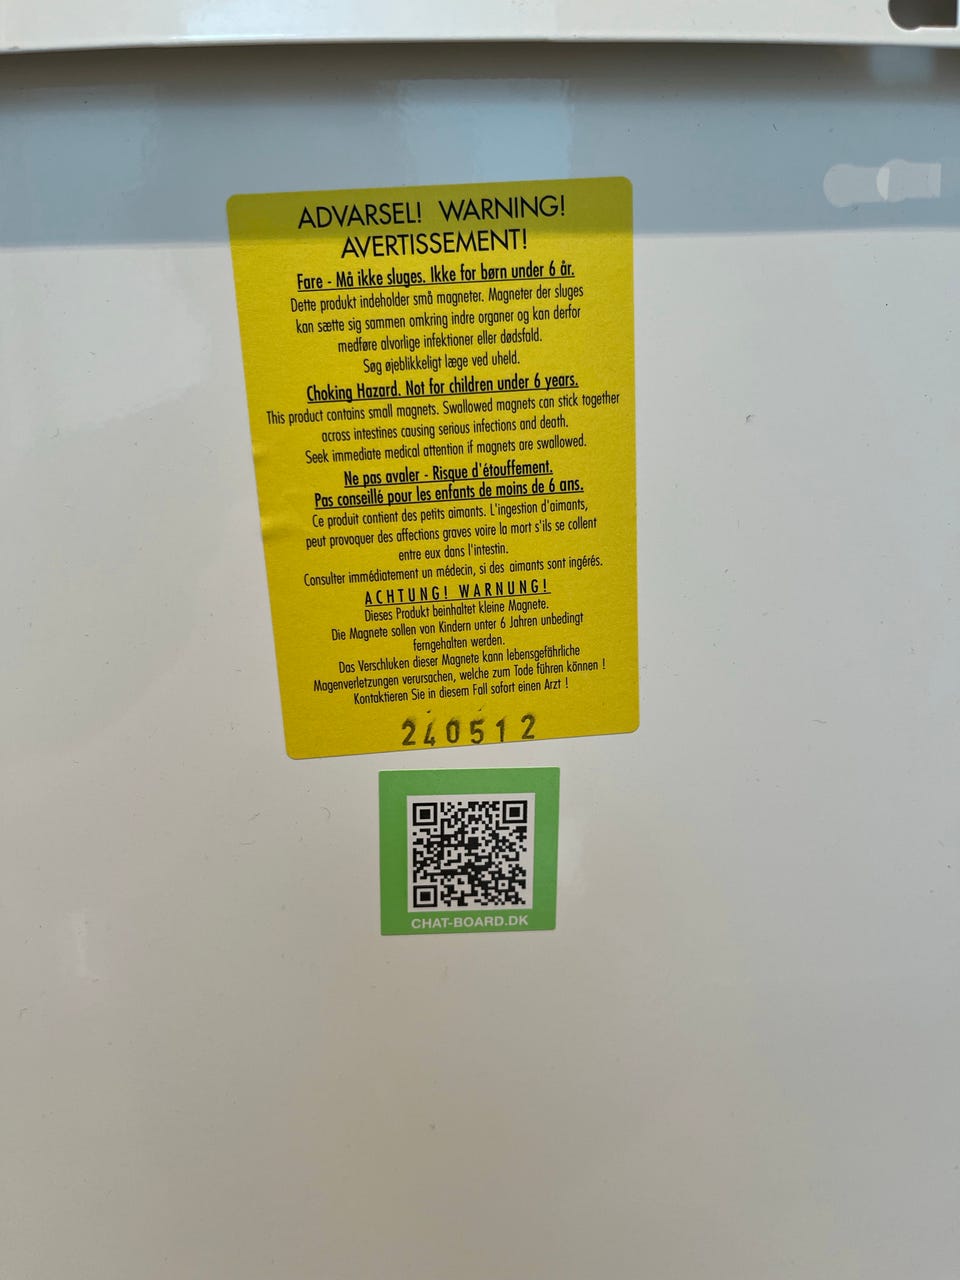 ADVARSEL! WARNING!
AVERTISSEMENT!
Fare - Må ikke sluges. Ikke for børn under 6 år.
Dette produkt indeholder små magneter. Magneter der sluges
kan sætte sig sammen omkring indre organer og kan derfor
medføre alvorlige infektioner eller dødsfald.
Søg øjeblikkeligt læge ved uheld.
Choking Hazard. Not for children under 6 years.
This product contains small magnets. Swallowed magnets can stick together
across intestines causing serious infections and death.
Seek immediate medical attention if magnets are swallowed.
Ne pas avaler - Risque d'étouffement.
Pas conseillé pour les enfants de moins de 6 ans.
Ce produit contient des petits aimants. L'ingestion d'aimants,
peut provoquer des affections graves voire la mort s'ils se collent
entre eux dans l'intestin.
Consulter immédiatement un médecin, si des aimants sont ingérés.
ACHTUNG! WARNUNG!
Dieses Produkt beinhaltet kleine Magnete.
Die Magnete sollen von Kindern unter 6 Jahren unbedingt
ferngehalten werden.
Das Verschluken dieser Magnete kann lebensgefährliche
Magenverletzungen verursachen, welche zum Tode führen können !
Kontaktieren Sie in diesem Fall sofort einen Arzt !
240512
CHAT-BOARD.DK